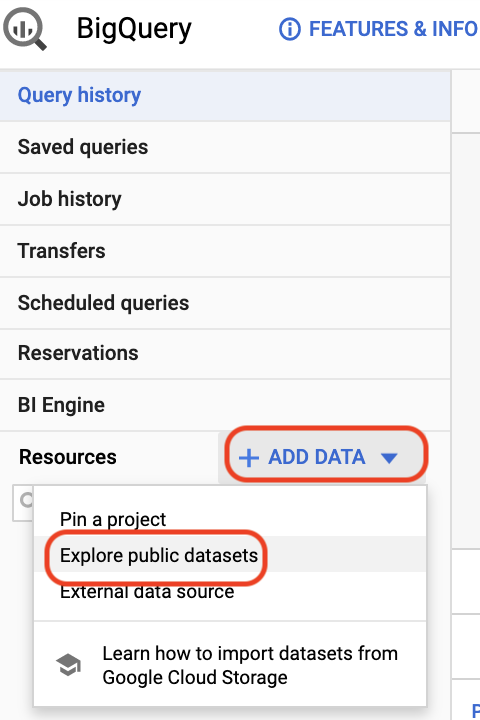 BigQuery
FEATURES & INFO
Query history
Saved queries
Job history
Transfers
Scheduled queries
Reservations
BI Engine
Resources
+ ADD DATA
Pin a project
Explore public datasets
External data source
Learn how to import datasets from
Google Cloud Storage